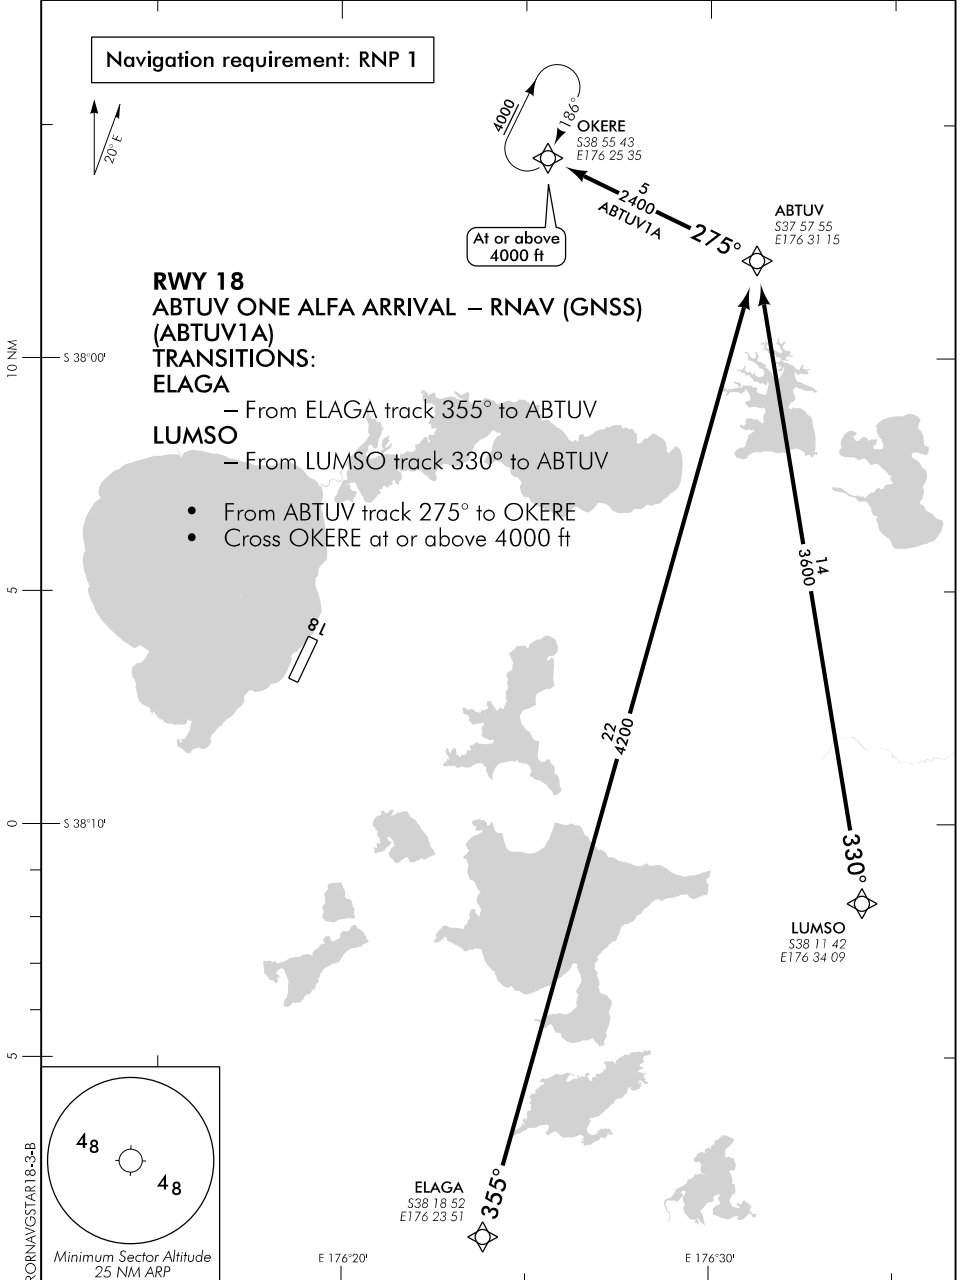 Navigation requirement: RNP 1
20° E
4000
186°
OKERE
S38 55 43
E176 25 35
At or above
4000 ft
5
2400
ABTUV1A
275°
ABTUV
S37 57 55
E176 31 15
RWY 18
ABTUV ONE ALFA ARRIVAL – RNAV (GNSS)
(ABTUV1A)
TRANSITIONS:
ELAGA
– From ELAGA track 355° to ABTUV
LUMSO
– From LUMSO track 330° to ABTUV
• From ABTUV track 275° to OKERE
• Cross OKERE at or above 4000 ft
10 NM
S 38°00'
5
18
14
3600
22
4200
0
S 38°10'
330°
LUMSO
S38 11 42
E176 34 09
5
355°
ELAGA
S38 18 52
E176 23 51
48
48
Minimum Sector Altitude
25 NM ARP
E 176°20'
E 176°30'
RORNAVGSTAR18-3-B